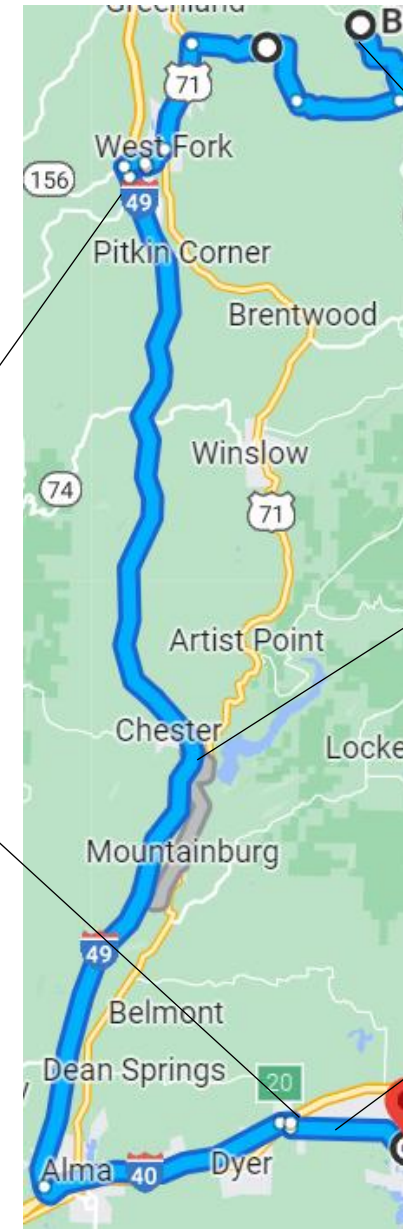 Greenland
B
71
West Fork
156
49
Pitkin Corner
Brentwood
Winslow
74
71
Artist Point
Chester
Locke
Mountainburg
49
Belmont
Dean Springs
20
Alma
40
Dyer